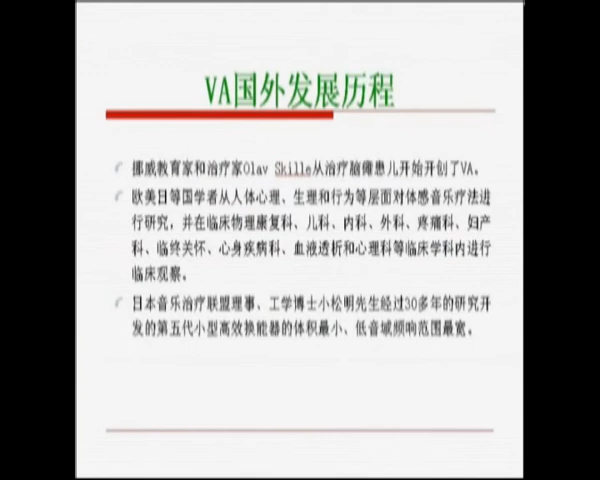 VA国外发展历程
挪威教育家和治疗家Olav Skille从治疗脑瘫患儿开始开创了VA。
欧美日等国学者从人体心理、生理和行为等层面对体感音乐疗法进
行研究，并在临床物理康复科、儿科、内科、外科、疼痛科、妇产
科、临终关怀、心身疾病科、血液透析和心理科等临床学科内进行
临床观察。
日本音乐治疗联盟理事、工学博士小松明先生经过30多年的研究开
发的第五代小型高效换能器的体积最小、低音域频响范围最宽。